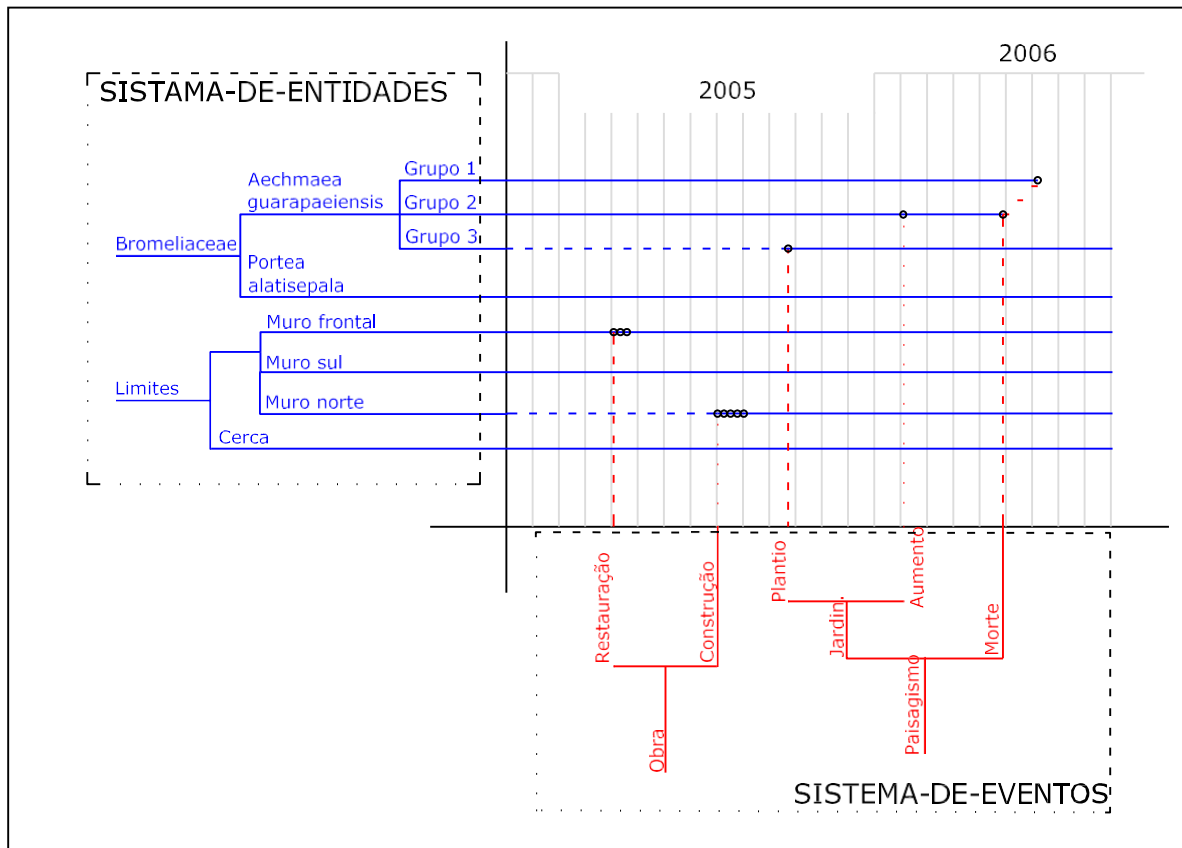 2006
2005
SISTAMA-DE-ENTIDADES
Grupo 1
Aechmaea
guarapaeiensis
Grupo 2
Grupo 3
Bromeliaceae
Portea
alatisepala
Muro frontal
Muro sul
Limites
Muro norte
Cerca
Restauração
Construção
Plantio
Jardin.
Aumento
Morte
Obra
Paisagismo
SISTEMA-DE-EVENTOS